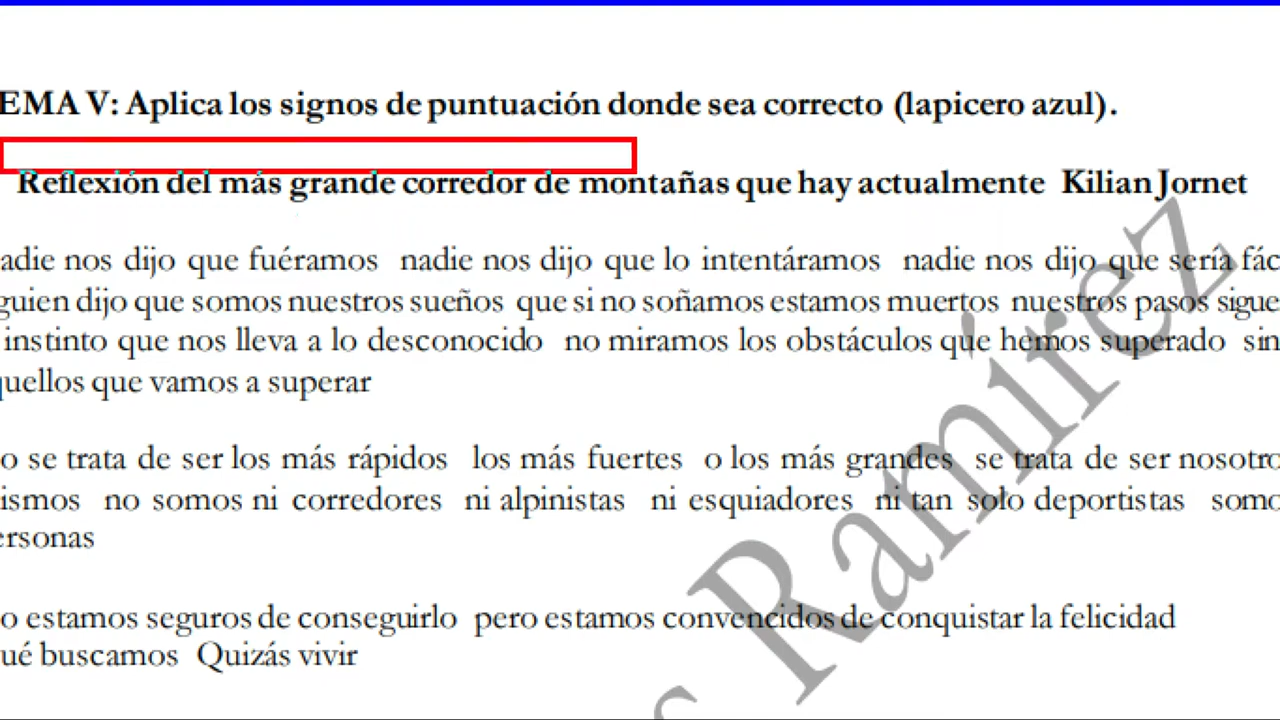 EMA V: Aplica los signos de puntuación donde sea correcto (lapicero azul).
Reflexión del más grande corredor de montañas que hay actualmente Kilian Jornet
adie nos dijo que fuéramos nadie nos dijo que lo intentáramos nadie nos dijo que sería fác
guien dijo que somos nuestros sueños que si no soñamos estamos muertos nuestros pasos sigue
instinto que nos lleva a lo desconocido no miramos los obstáculos que hemos superado sin
quellos que vamos a superar
o se trata de ser los más rápidos los más fuertes o los más grandes se trata de ser nosotro
ismos no somos ni corredores ni alpinistas ni esquiadores ni tan solo deportistas somo
ersonas
o estamos seguros de conseguirlo pero estamos convencidos de conquistar la felicidad
ué buscamos Quizás vivir
s Ramírez